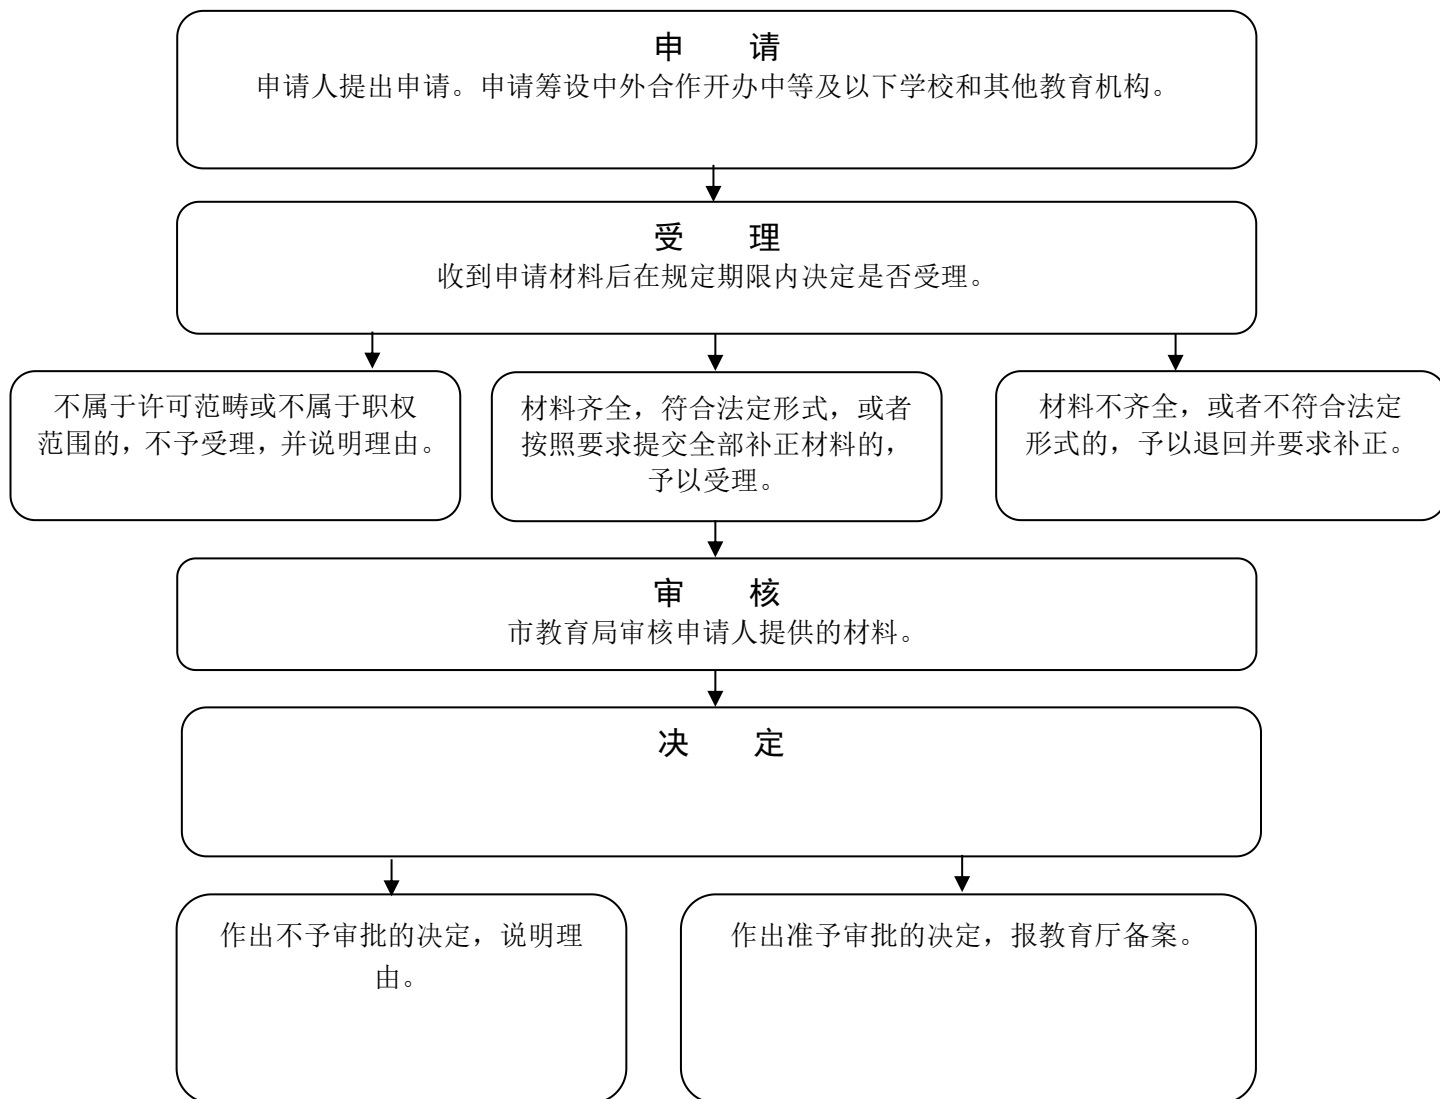 申 请
申请人提出申请。申请筹设中外合作开办中等及以下学校和其他教育机构。
受 理
收到申请材料后在规定期限内决定是否受理。
不属于许可范畴或不属于职权
范围的，不予受理，并说明理由。
材料齐全，符合法定形式，或者
按照要求提交全部补正材料的，
予以受理。
材料不齐全，或者不符合法定
形式的，予以退回并要求补正。
审 核
市教育局审核申请人提供的材料。
决 定
作出不予审批的决定，说明理
由。
作出准予审批的决定，报教育厅备案。